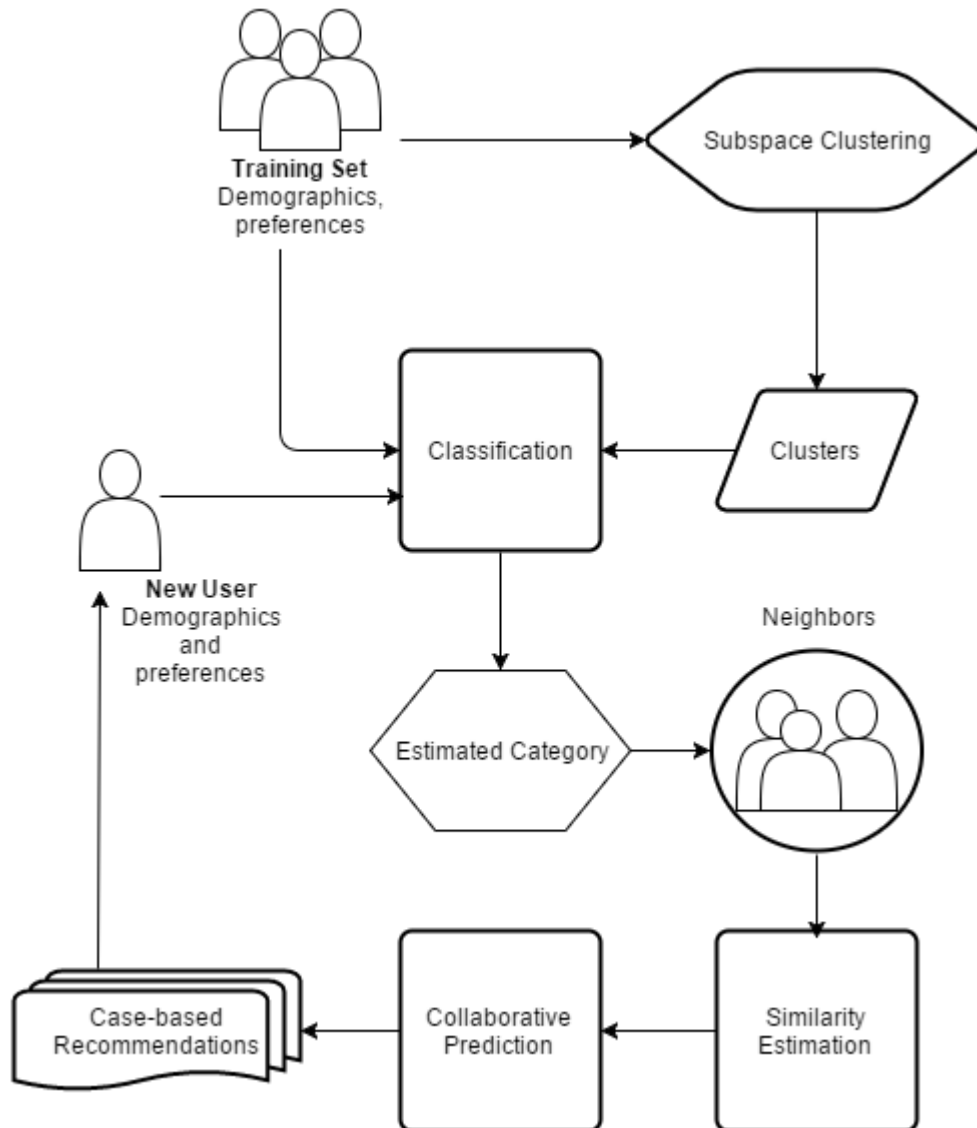 Subspace Clustering
Training Set
Demographics,
preferences
Classification
Clusters
New User
Demographics
and
preferences
Neighbors
Estimated Category
Case-based
Recommendations
Collaborative
Prediction
Similarity
Estimation